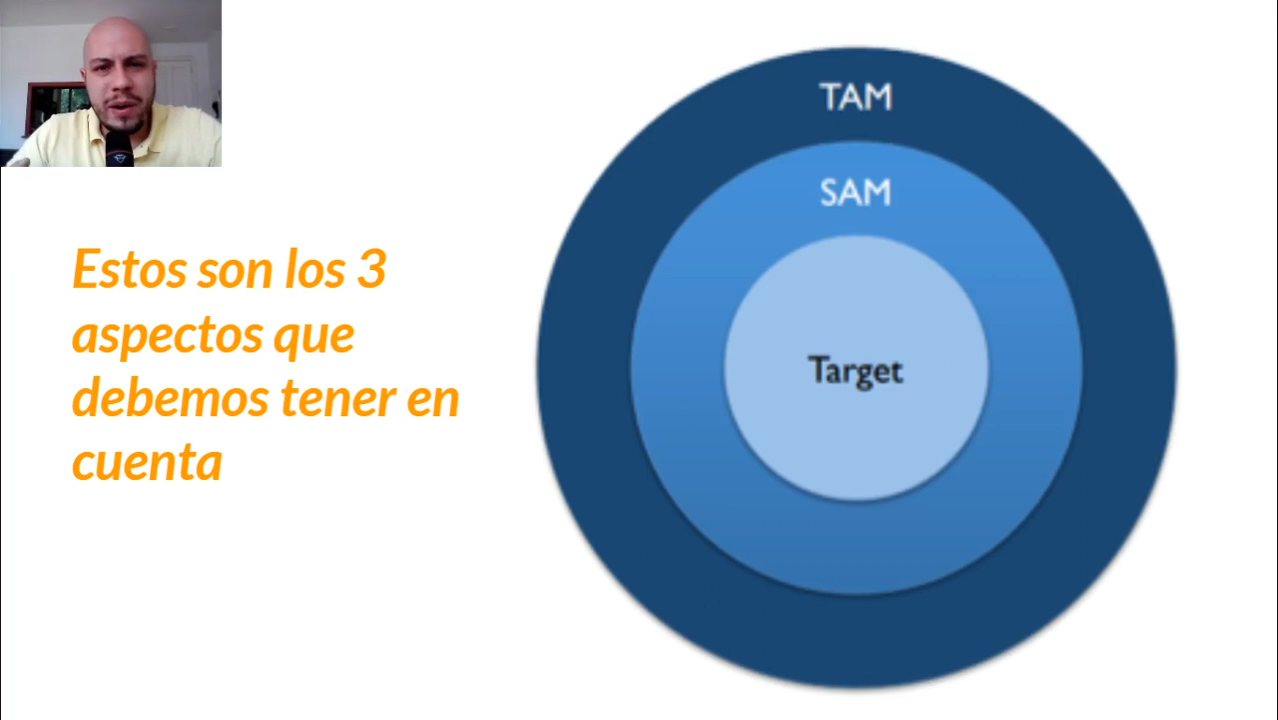 Estos son los 3
aspectos que
debemos tener en
cuenta
TAM
SAM
Target